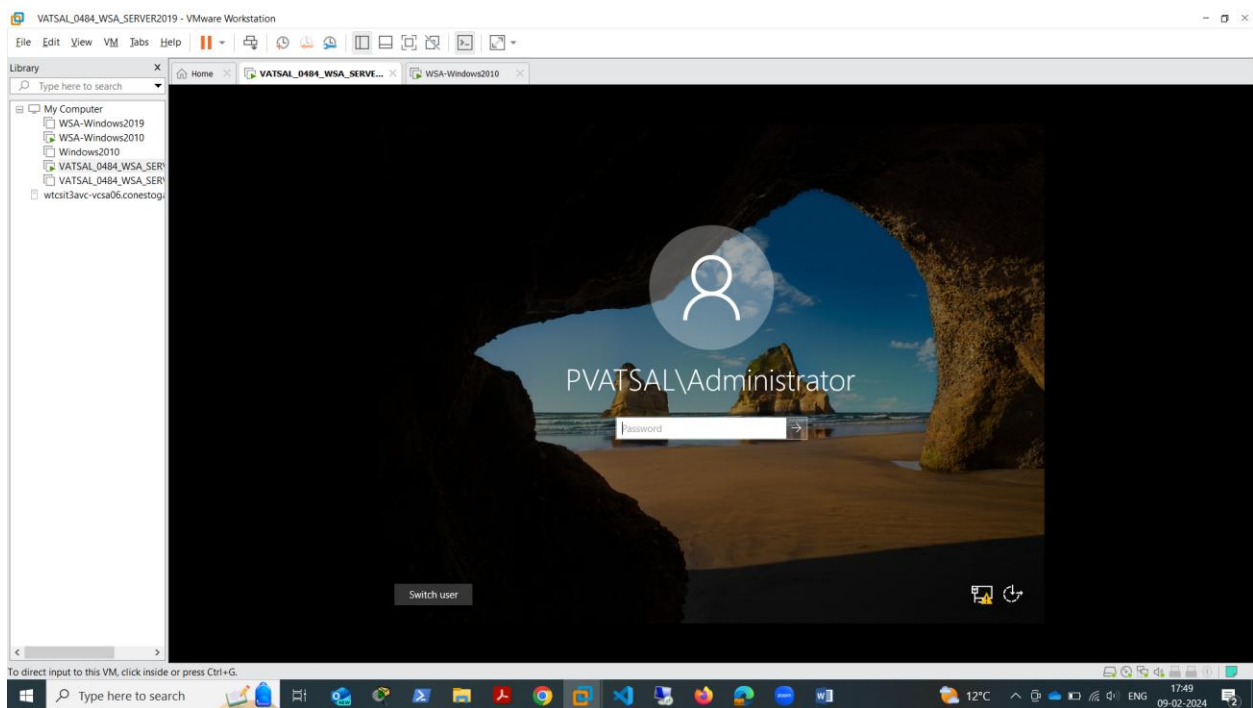 VATSAL_0484_WSA_SERVER2019 - VMware Workstation
File Edit View VM Tabs Help
Library X
Home
VATSAL_0484_WSA_SERVE...
WSA-Windows2010
Type here to search
My Computer
WSA-Windows2019
WSA-Windows2010
Windows2010
VATSAL_0484_WSA_SER
VATSAL_0484_WSA_SER
wtcsit3avc-vcsa06.conestoga
PVATSAL\Administrator
Password
Switch user
To direct input to this VM, click inside or press Ctrl+G.
Type here to search
12°C
ENG
17:49
09-02-2024
2